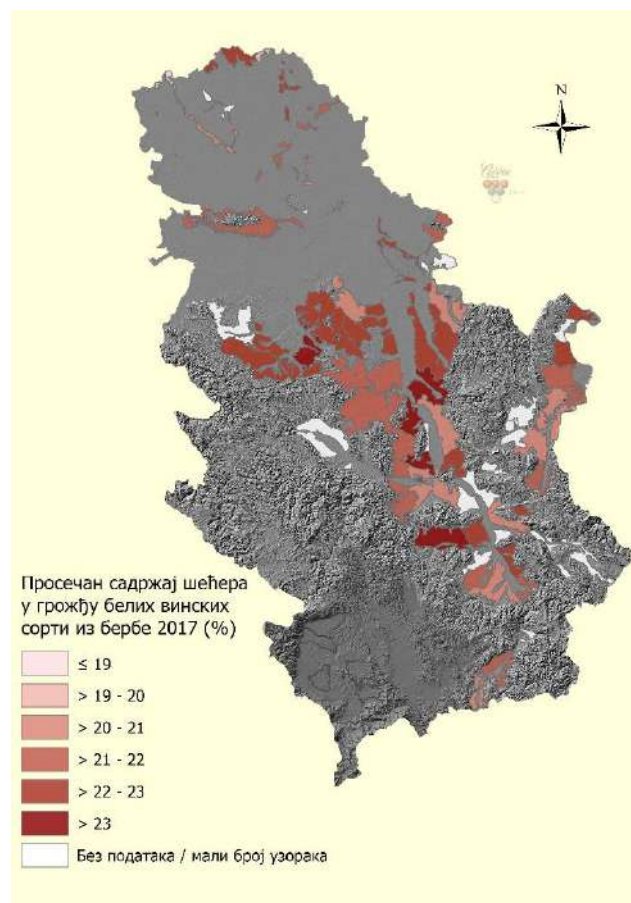 N
Просечан садржај шећера
у грожђу белих винских
сорти из бербе 2017 (%)
≤ 19
> 19 - 20
> 20 - 21
> 21 - 22
> 22 - 23
> 23
Без података / мали број узорака